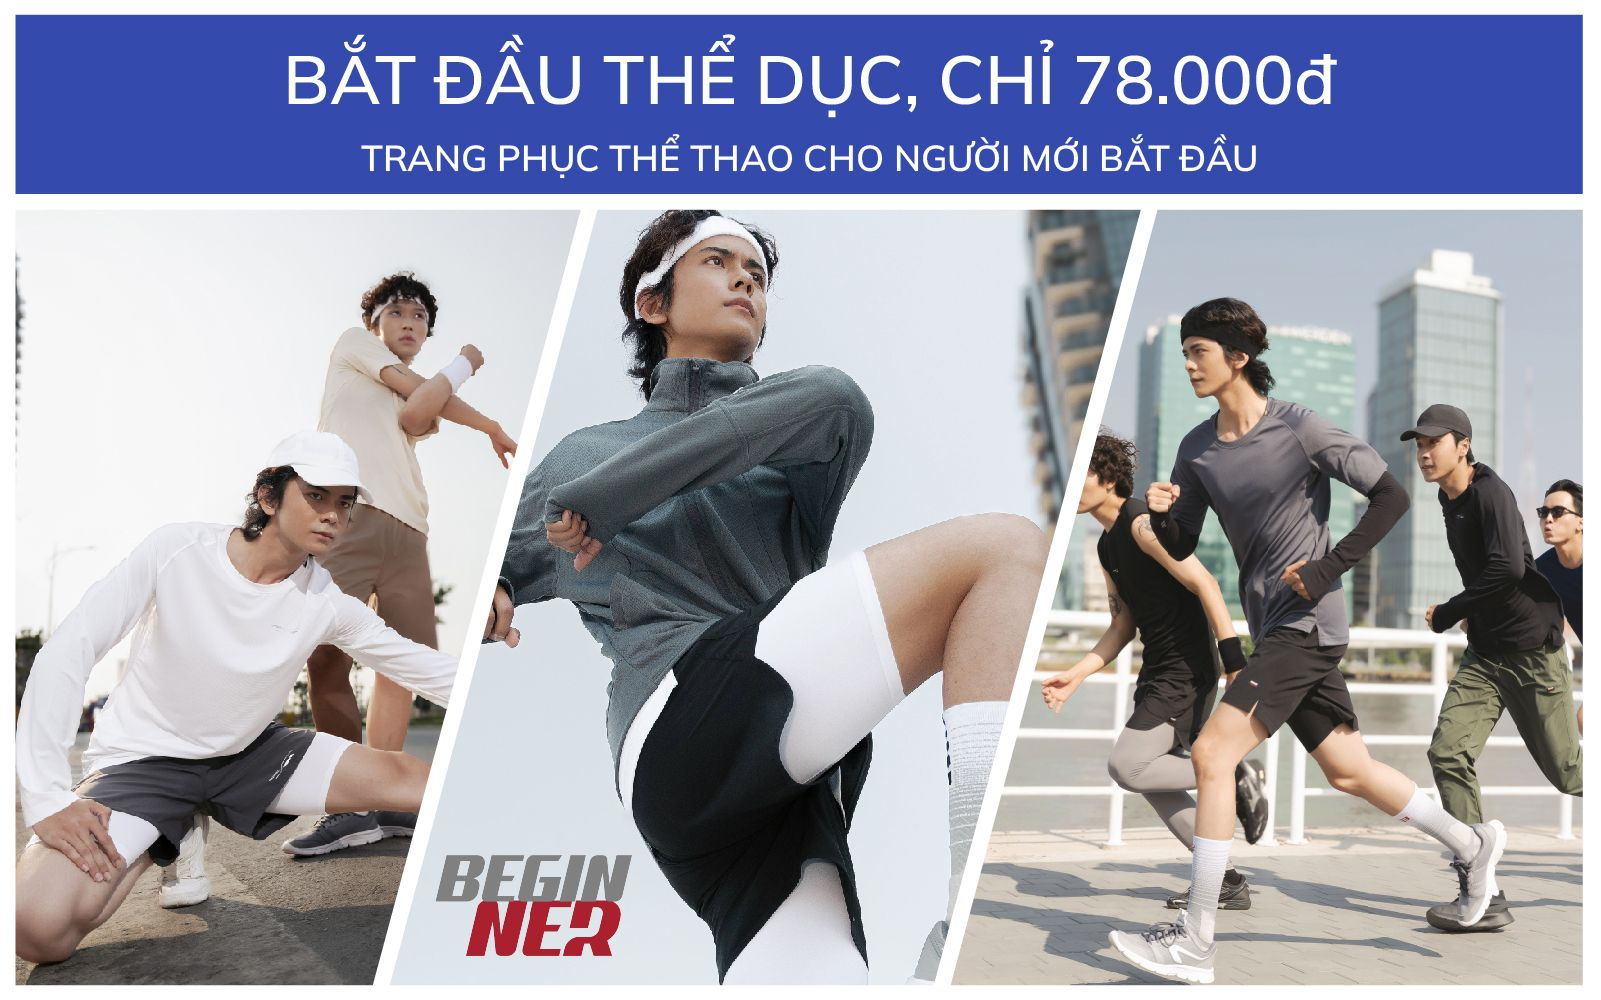 BẮT ĐẦU THỂ DỤC, CHỈ 78.000đ
TRANG PHỤC THỂ THAO CHO NGƯỜI MỚI BẮT ĐẦU
BEGIN
NER